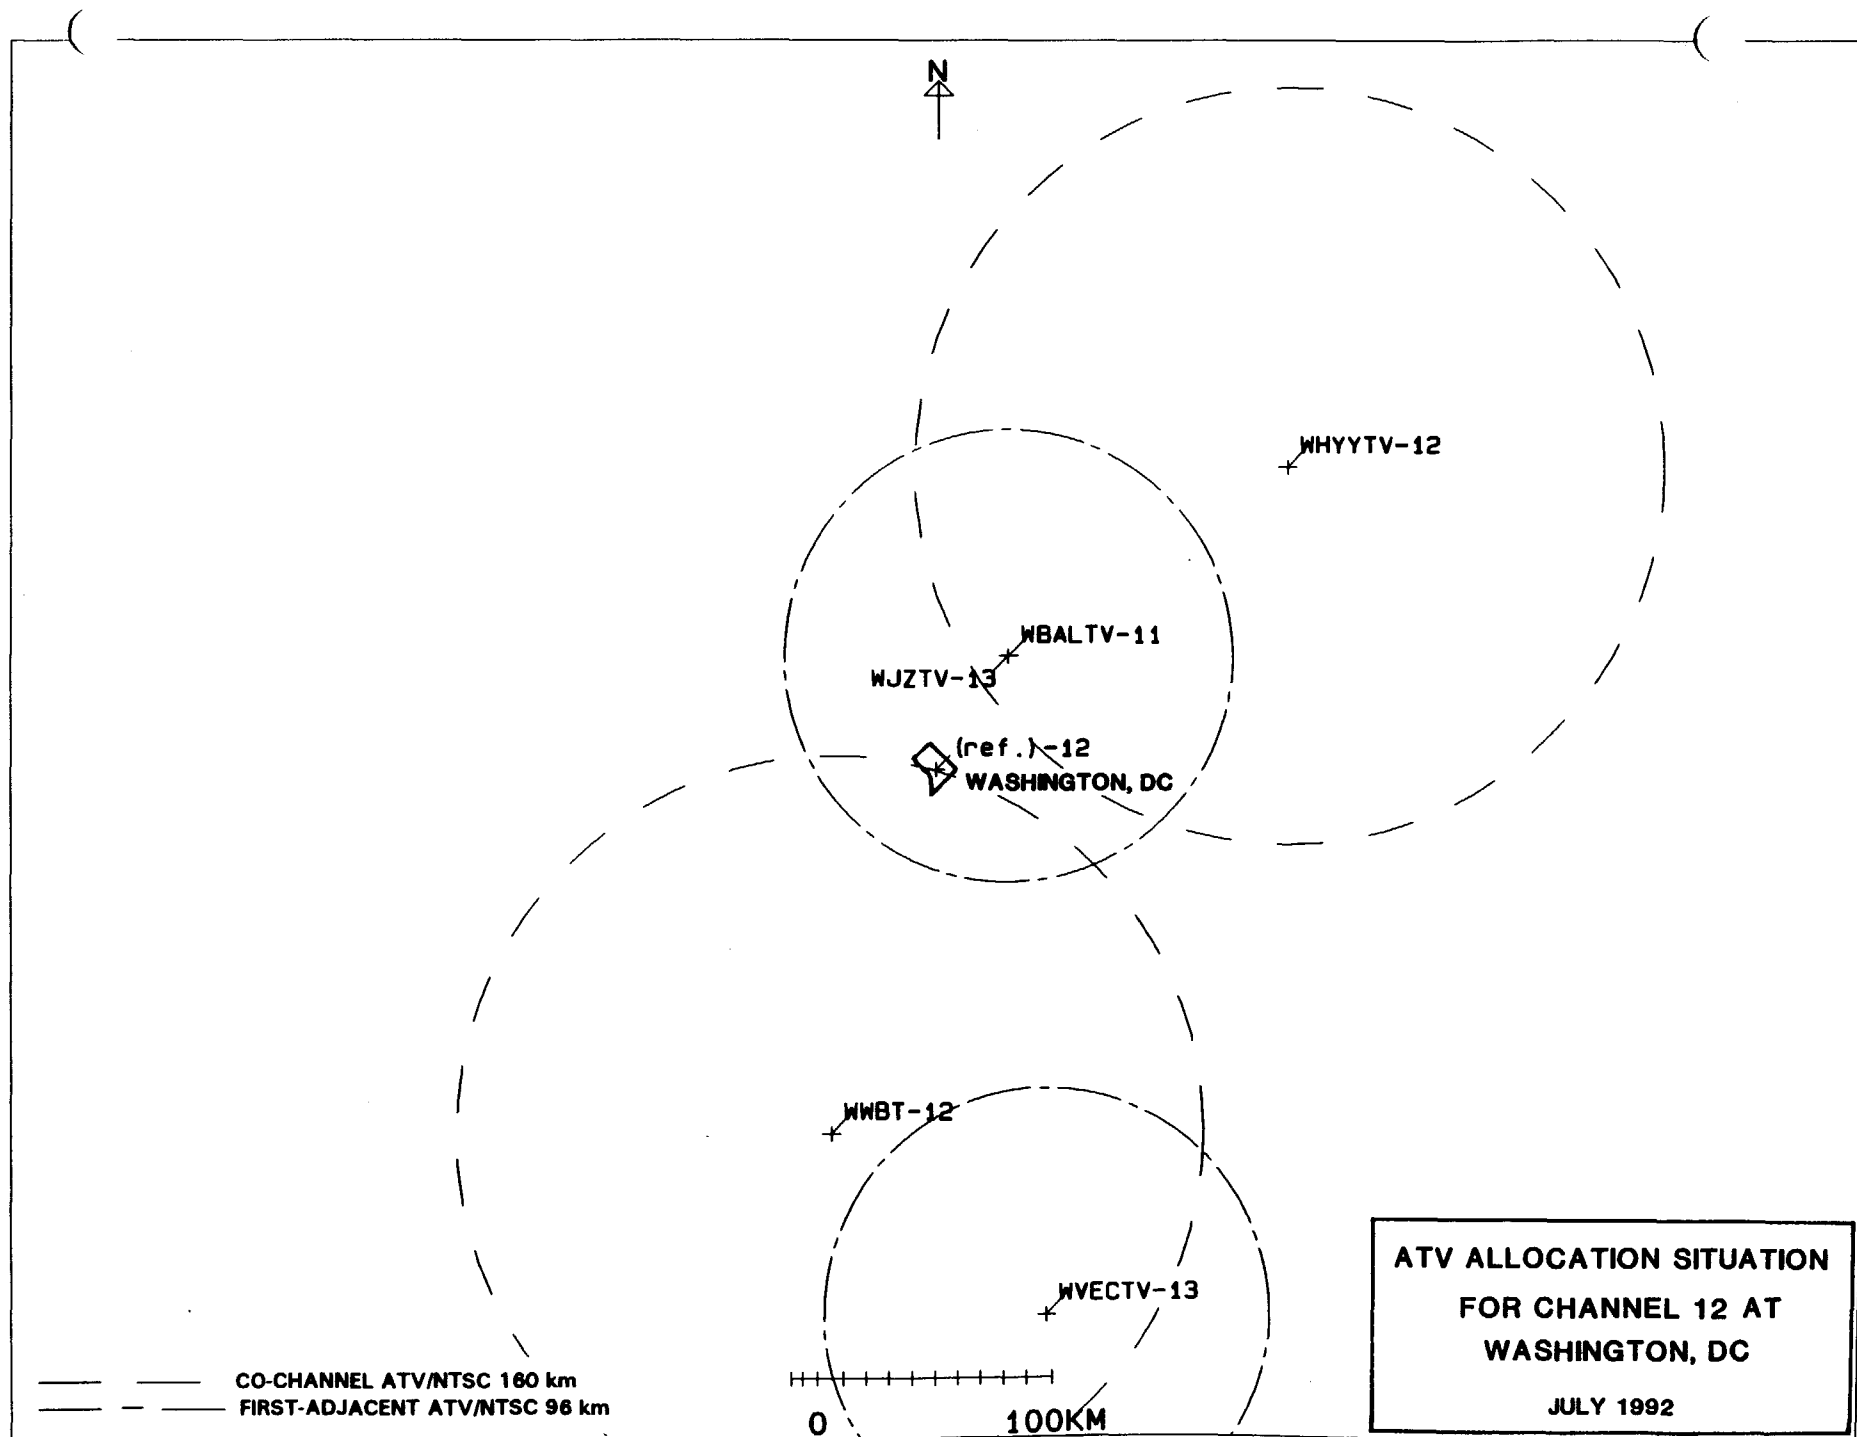 N
WHYYTV-12
WBALTV-11
WJZTV-13
(ref.)-12
WASHINGTON, DC
WWBT-12
WVECTV-13
CO-CHANNEL ATV/NTSC 160 km
FIRST-ADJACENT ATV/NTSC 96 km
0 100KM
ATV ALLOCATION SITUATION
FOR CHANNEL 12 AT
WASHINGTON, DC
JULY 1992